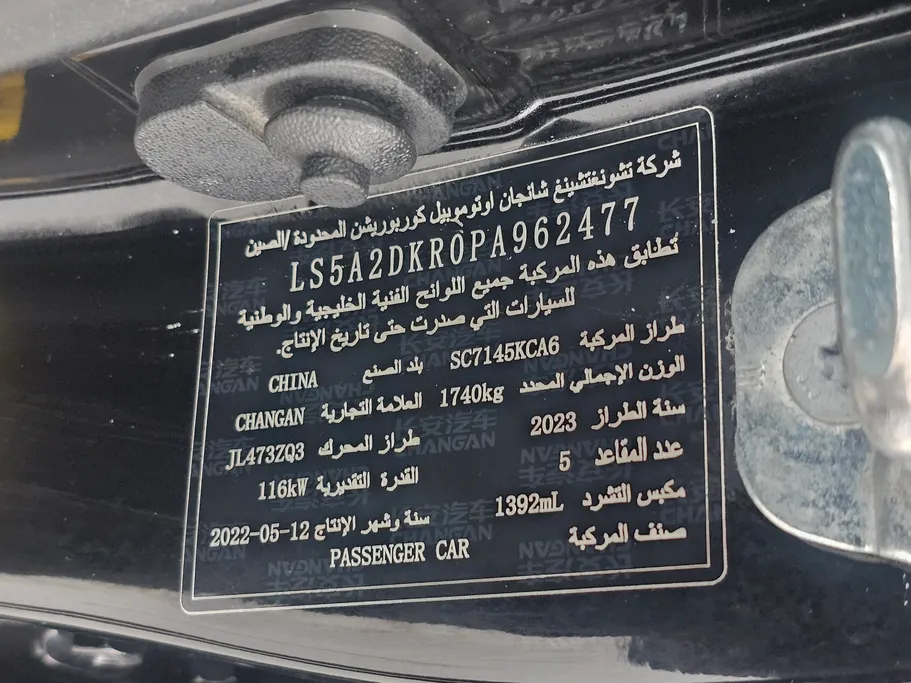 شركة تشونغتشينغ شانجان اوتوموبيل كوربوريشن المحدودة /الصين
LS5A2DKR0PA962477
تطابق هذه المركبة جميع اللوائح الفنية الخليجية والوطنية
للسيارات التي صدرت حتى تاريخ الإنتاج.
طراز المركبة SC7145KCA6 بلد الصنع CHINA
الوزن الإجمالي المحدد 1740kg العلامة التجارية CHANGAN
سنة الطراز 2023 طراز المحرك JL473ZQ3
عدد المقاعد 5 القدرة التقديرية 116kW
مكبس التشرد 1392mL سنة وشهر الإنتاج 2022-05-12
صنف المركبة PASSENGER CAR